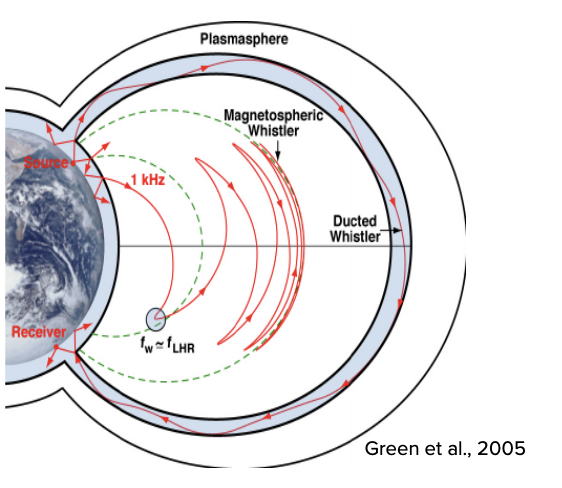 Plasmasphere
Magnetospheric
Whistler
Source
1 kHz
Ducted
Whistler
Receiver
fw ≃ fLHR
Green et al., 2005